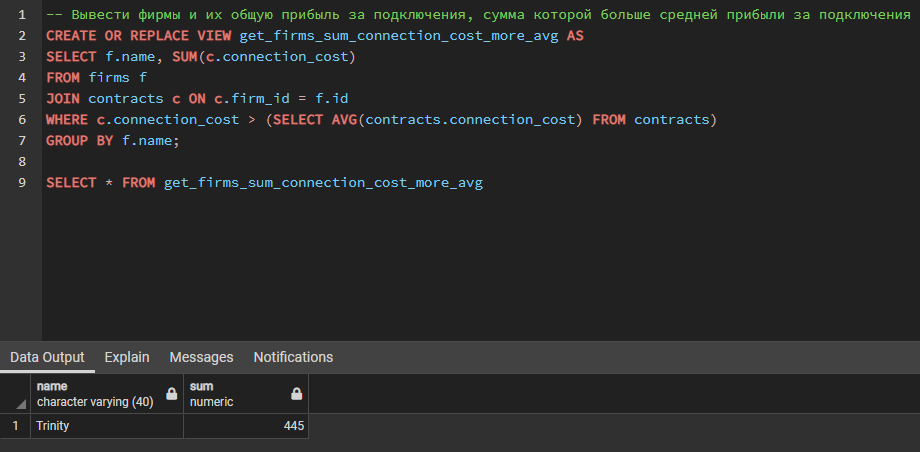 1 -- Вывести фирмы и их общую прибыль за подключения, сумма которой больше средней прибыли за подключения
2 CREATE OR REPLACE VIEW get_firms_sum_connection_cost_more_avg AS
3 SELECT f.name, SUM(c.connection_cost)
4 FROM firms f
5 JOIN contracts c ON c.firm_id = f.id
6 WHERE c.connection_cost > (SELECT AVG(contracts.connection_cost) FROM contracts)
7 GROUP BY f.name;
8
9 SELECT * FROM get_firms_sum_connection_cost_more_avg
Data Output Explain Messages Notifications
name sum
character varying (40) numeric
1 Trinity 445